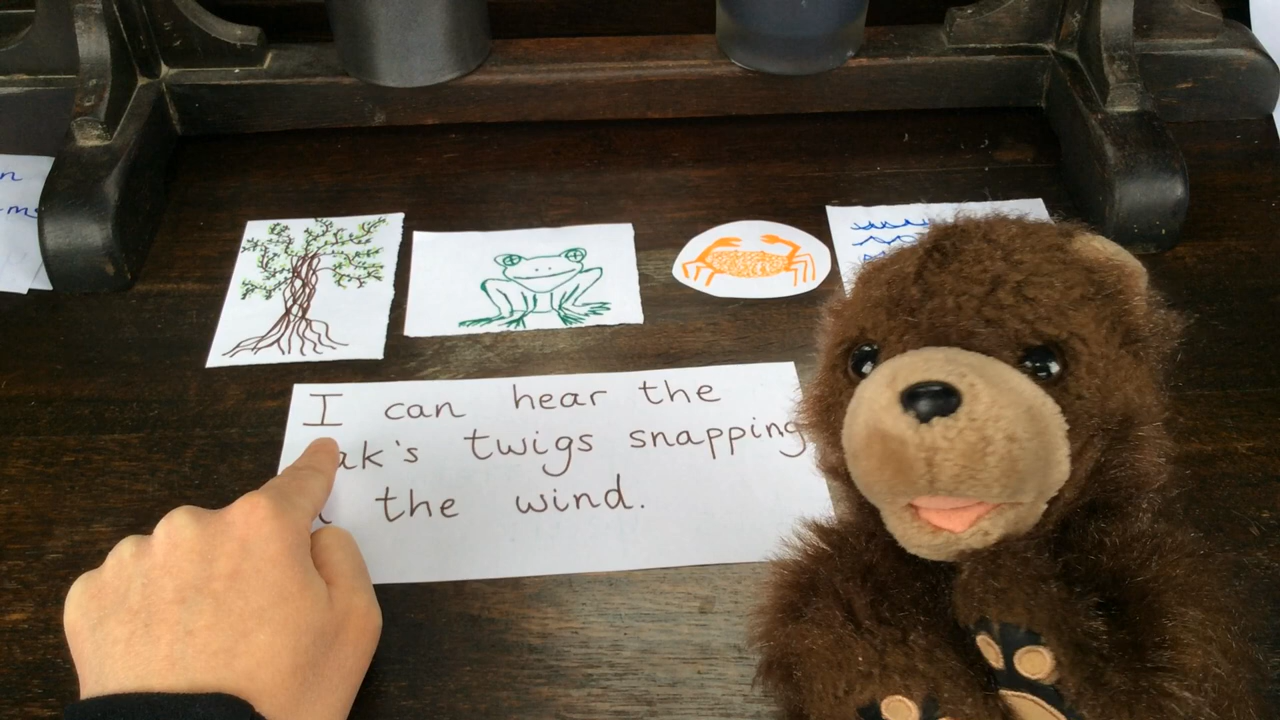 n
I can hear the
ak's twigs snapping
the wind.